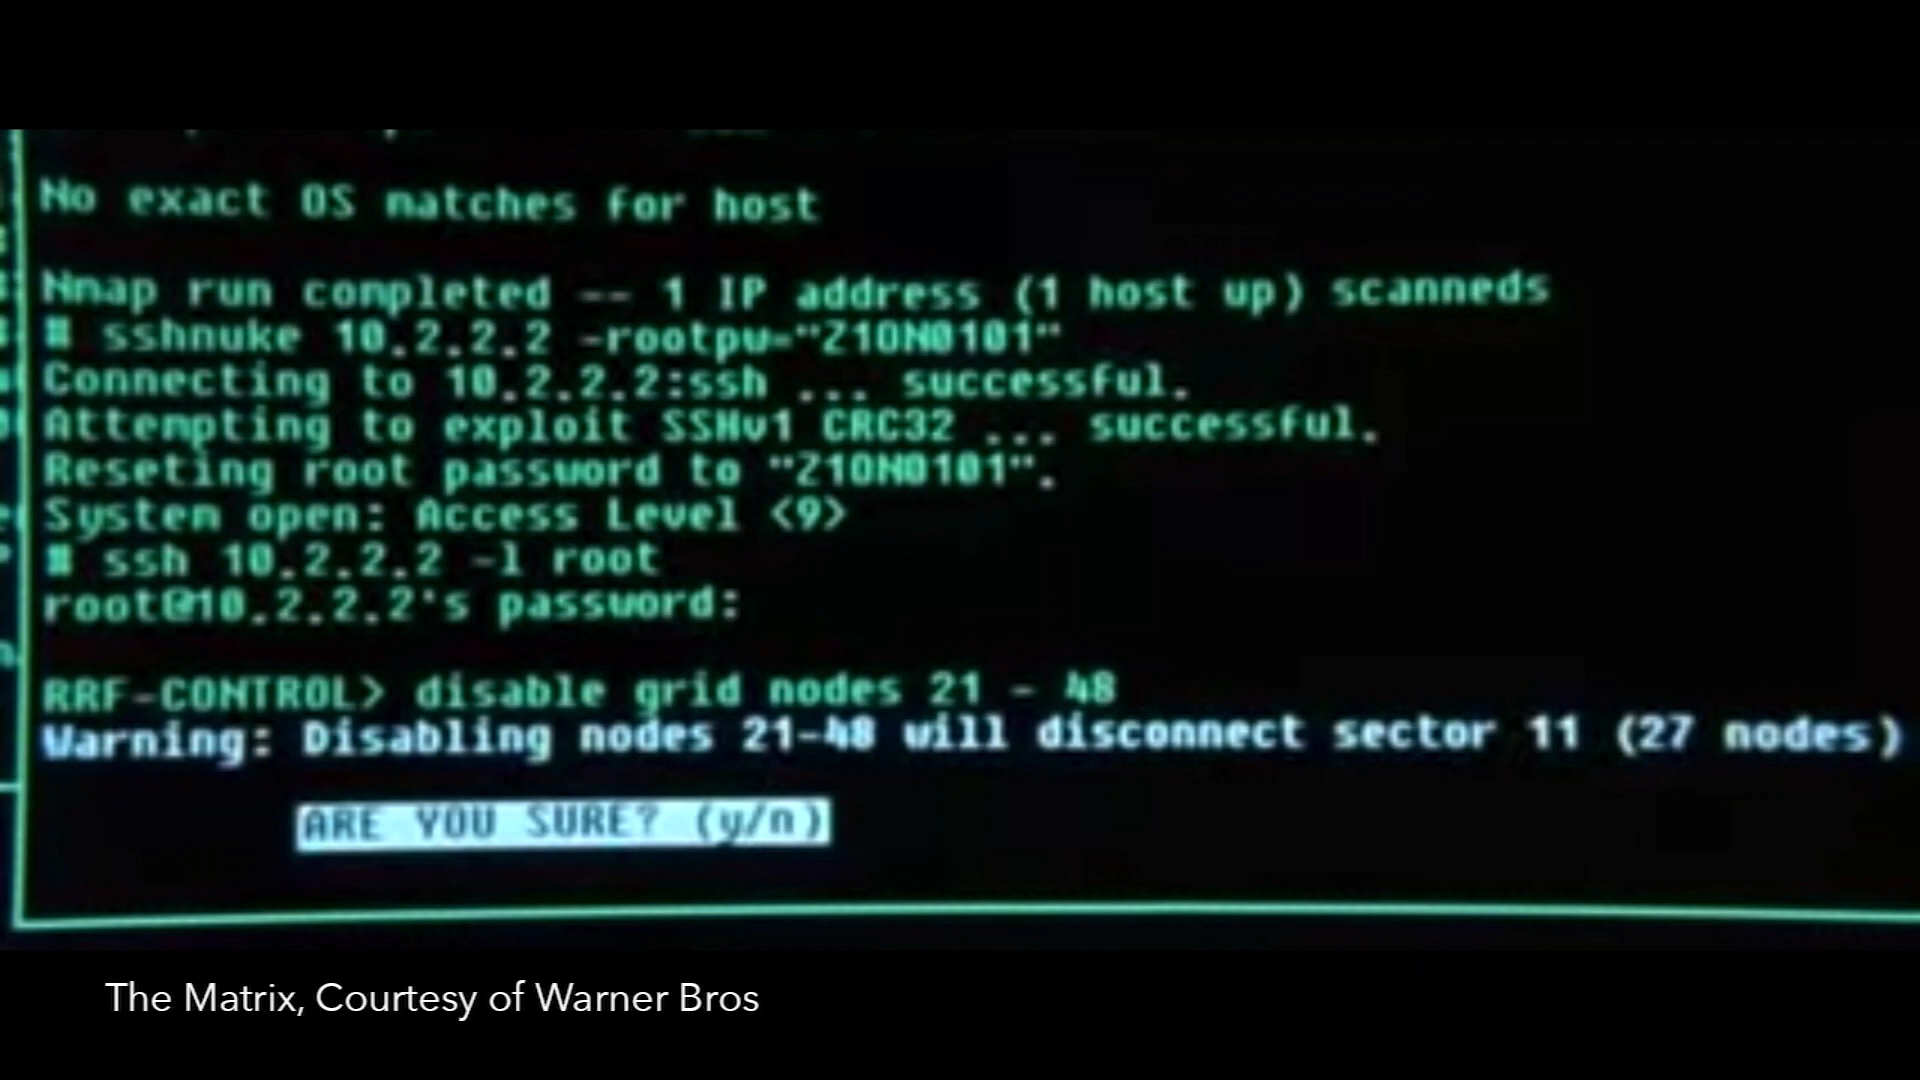 No exact OS matches for host
Nmap run completed -- 1 IP address (1 host up) scanneds
# sshnuke 10.2.2.2 -rootpw="Z1ON0101"
Connecting to 10.2.2.2:ssh ... successful.
Attempting to exploit SSHv1 CRC32 ... successful.
Reseting root password to "Z1ON0101".
System open: Access Level <9>
# ssh 10.2.2.2 -l root
root@10.2.2.2's password:
RRF-CONTROL> disable grid nodes 21 - 48
Warning: Disabling nodes 21-48 will disconnect sector 11 (27 nodes)
ARE YOU SURE? (y/n)
The Matrix, Courtesy of Warner Bros